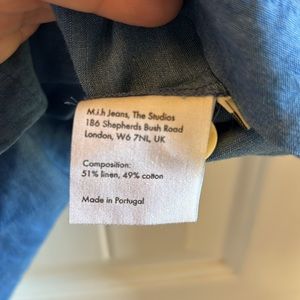 M.i.h Jeans, The Studios
186 Shepherds Bush Road
London, W6 7NL, UK
Composition:
51% linen, 49% cotton
Made in Portugal